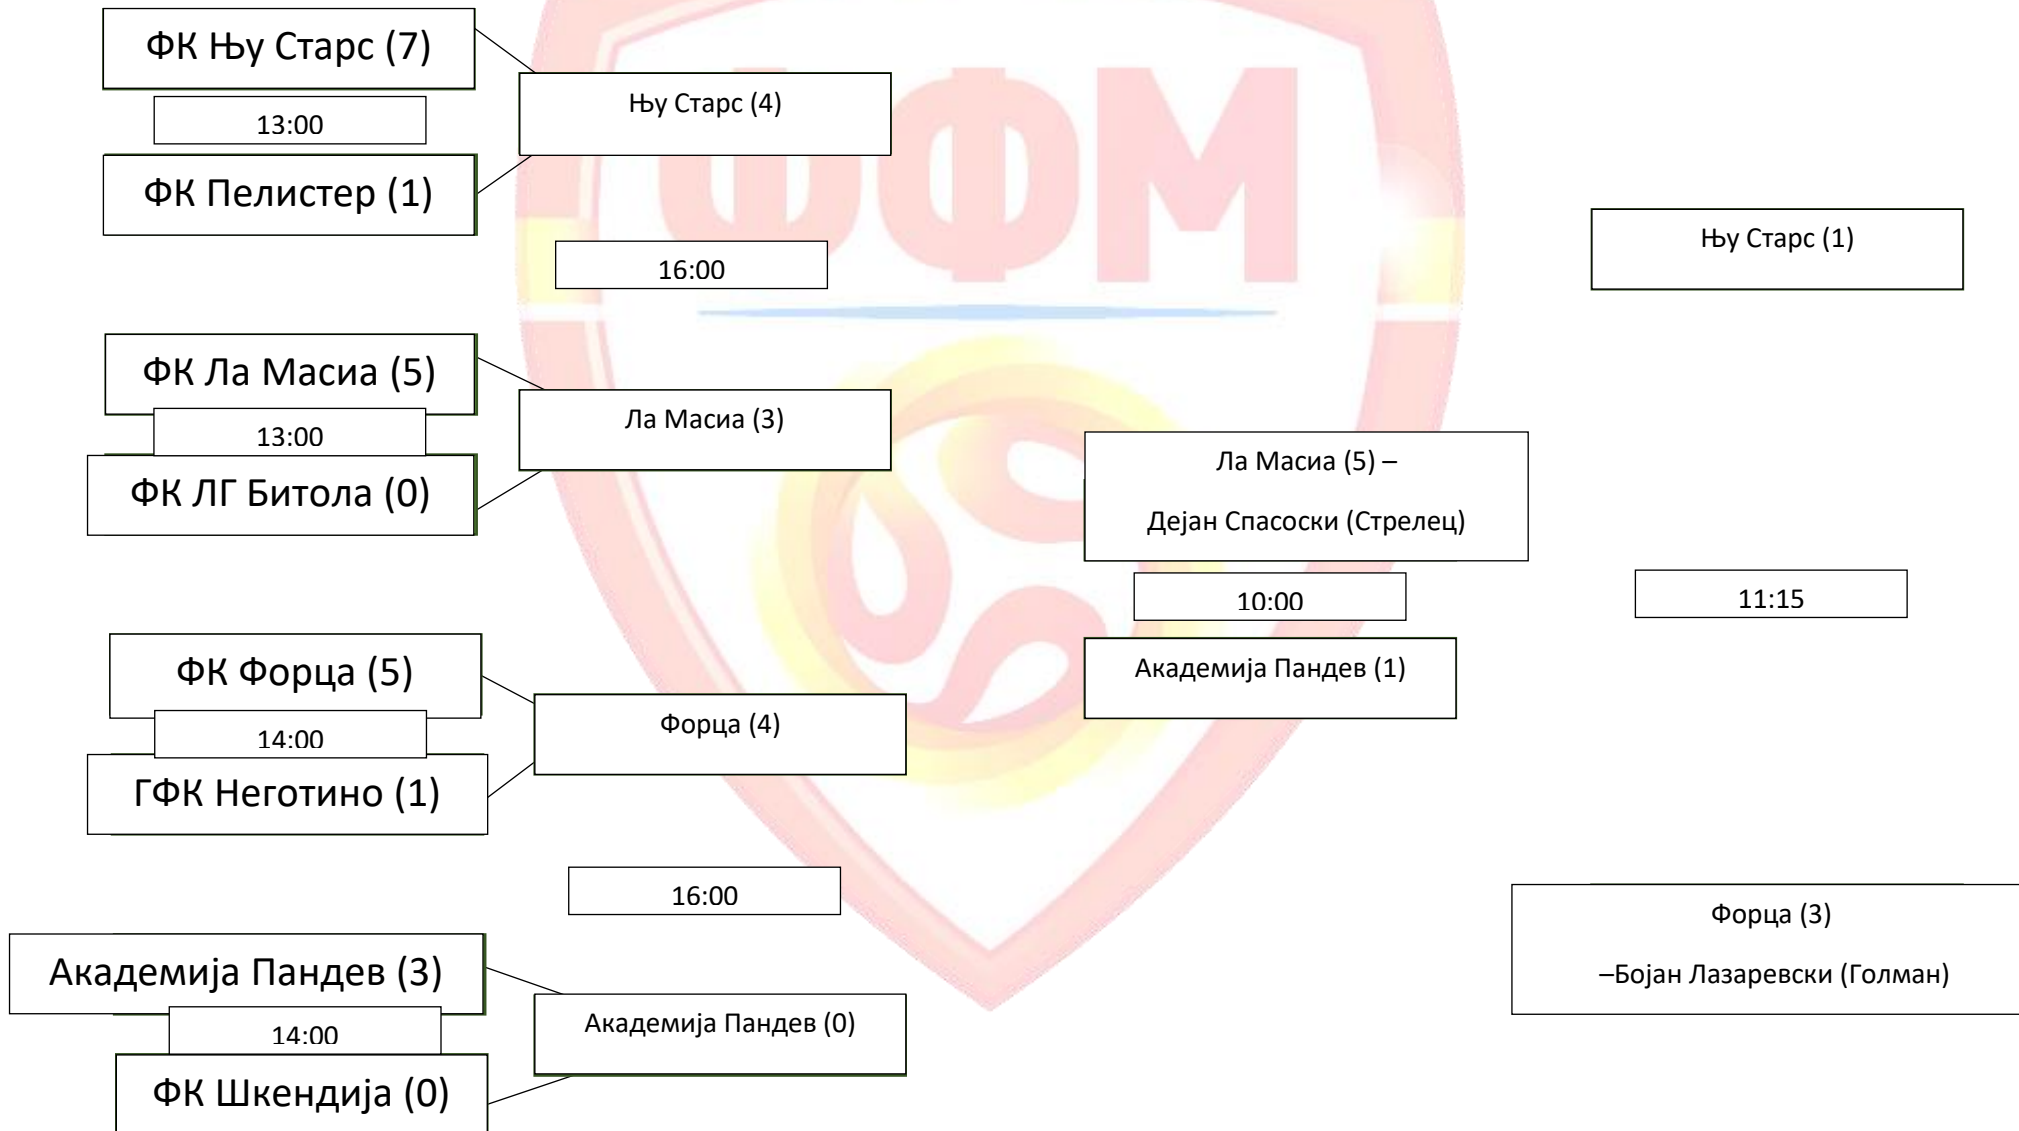 ФК Њу Старс (7)
13:00
ФК Пелистер (1)
Њу Старс (4)
16:00
ФФМ
ФК Ла Масиа (5)
13:00
ФК ЛГ Битола (0)
Ла Масиа (3)
ФК Форца (5)
14:00
ГФК Неготино (1)
Форца (4)
16:00
Академија Пандев (3)
14:00
ФК Шкендија (0)
Академија Пандев (0)
Ла Масиа (5) –
Дејан Спасоски (Стрелец)
10:00
Академија Пандев (1)
Њу Старс (1)
11:15
Форца (3)
–Бојан Лазаревски (Голман)